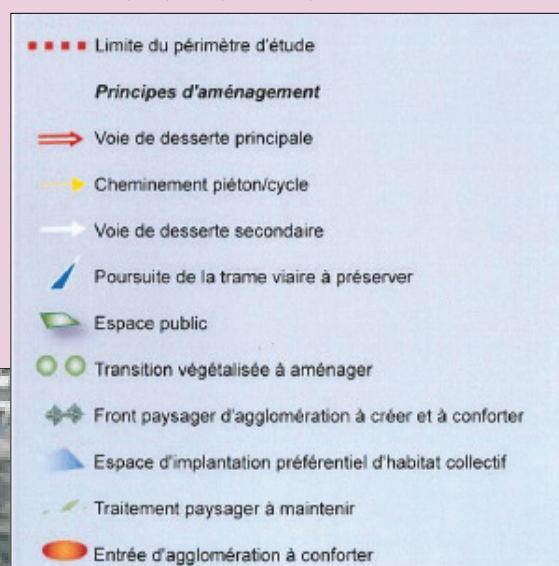 Limite du périmètre d'étude
Principes d'aménagement
Voie de desserte principale
Cheminement piéton/cycle
Voie de desserte secondaire
Poursuite de la trame viaire à préserver
Espace public
Transition végétalisée à aménager
Front paysager d'agglomération à créer et à conforter
Espace d'implantation préférentiel d'habitat collectif
Traitement paysager à maintenir
Entrée d'agglomération à conforter